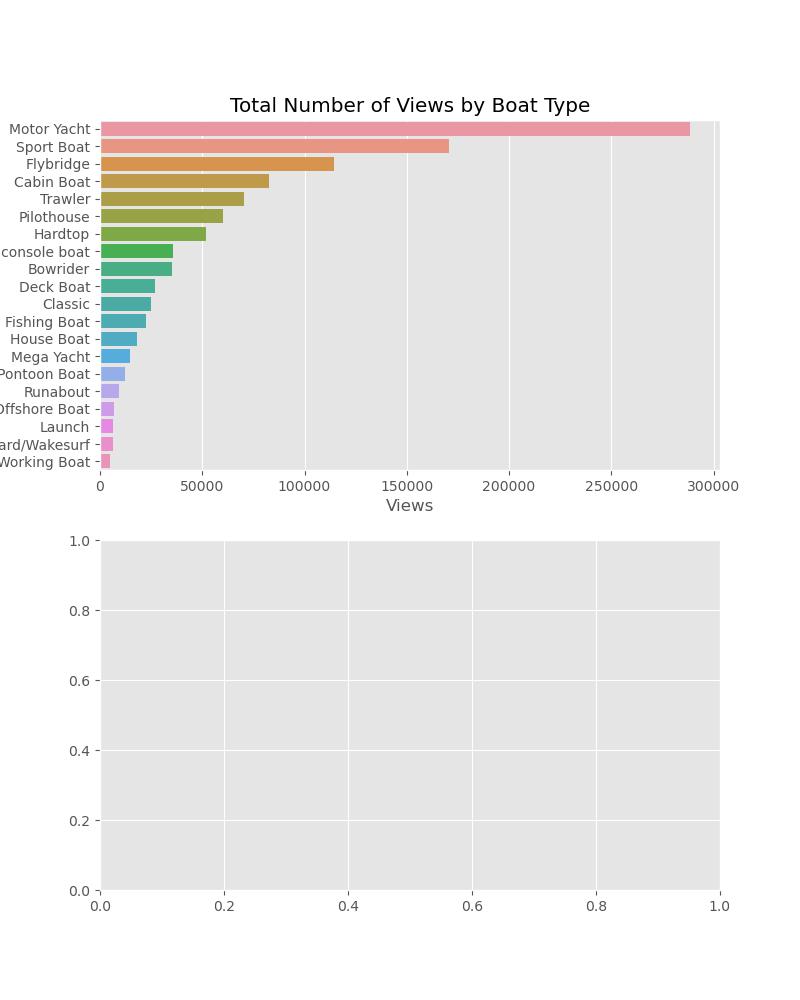 Total Number of Views by Boat Type
Motor Yacht
Sport Boat
Flybridge
Cabin Boat
Trawler
Pilothouse
Hardtop
console boat
Bowrider
Deck Boat
Classic
Fishing Boat
House Boat
Mega Yacht
Pontoon Boat
Runabout
Offshore Boat
Launch
ard/Wakesurf
Working Boat
0 50000 100000 150000 200000 250000 300000
Views
1.0
0.8
0.6
0.4
0.2
0.0
0.0 0.2 0.4 0.6 0.8 1.0